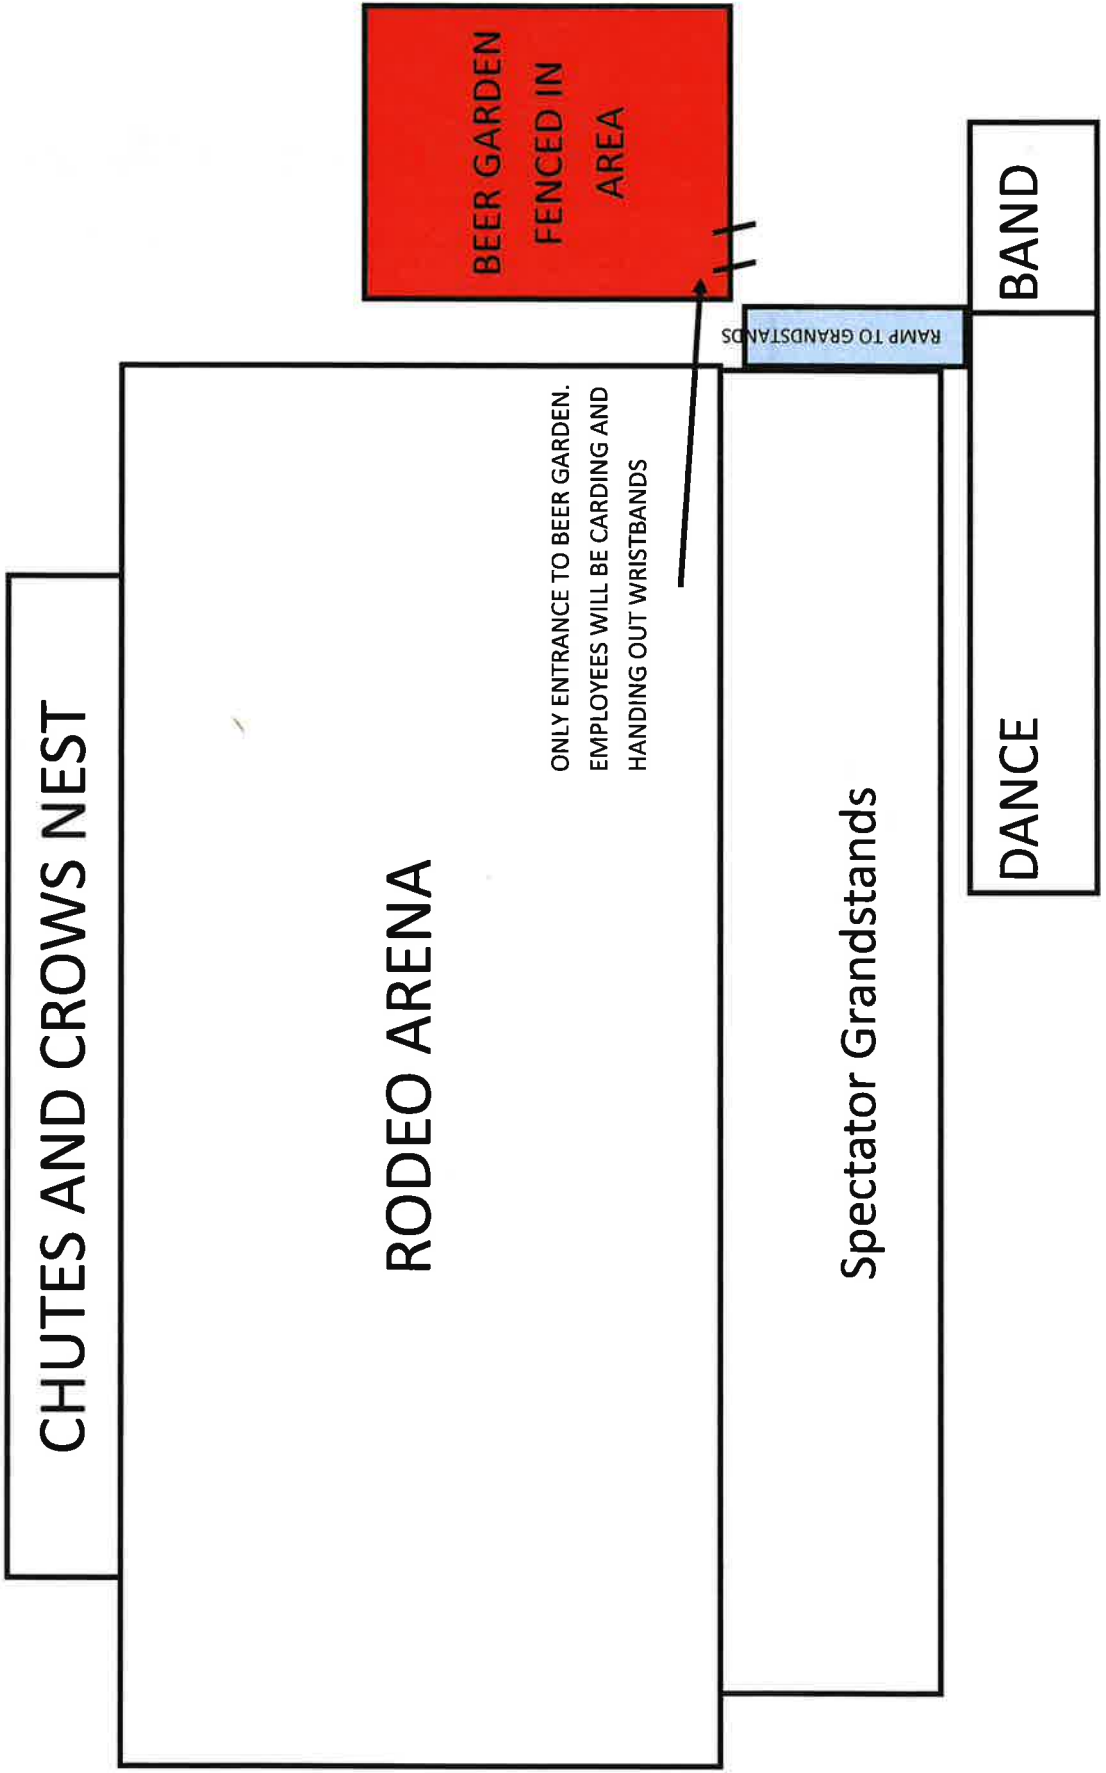 CHUTES AND CROWS NEST
RODEO ARENA
ONLY ENTRANCE TO BEER GARDEN.
EMPLOYEES WILL BE CARDING AND
HANDING OUT WRISTBANDS
BEER GARDEN
FENCED IN
AREA
RAMP TO GRANDSTANDS
Spectator Grandstands
DANCE
BAND